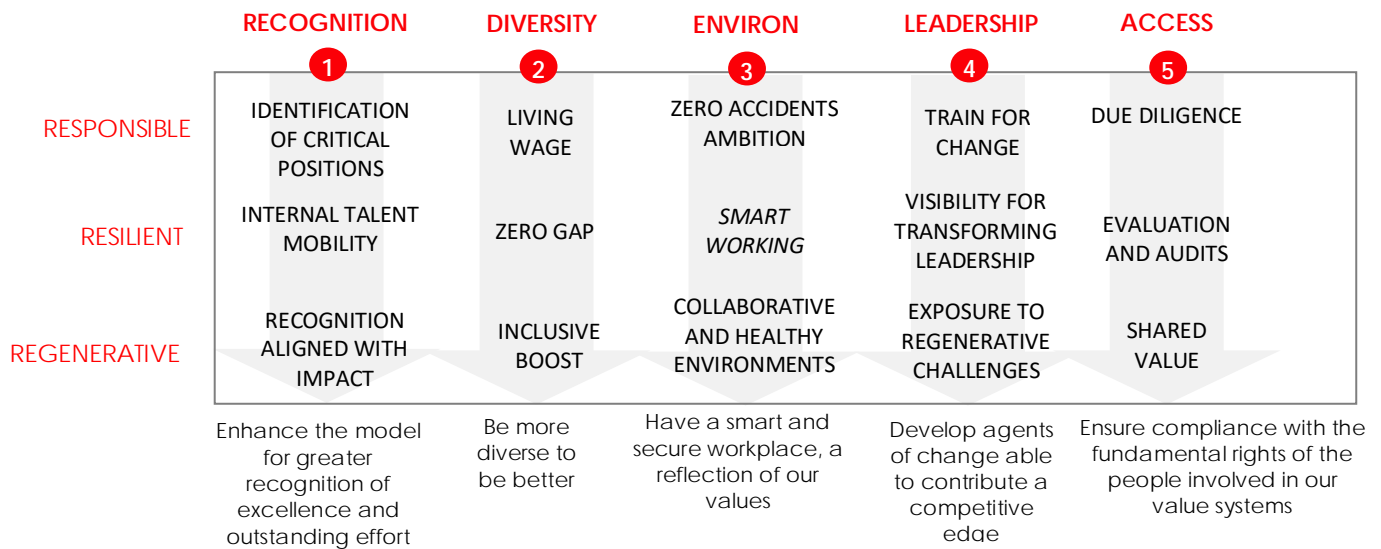 RECOGNITION
DIVERSITY
ENVIRON
LEADERSHIP
ACCESS
1
2
3
4
5
RESPONSIBLE
IDENTIFICATION
OF CRITICAL
POSITIONS
LIVING
WAGE
ZERO ACCIDENTS
AMBITION
TRAIN FOR
CHANGE
DUE DILIGENCE
RESILIENT
INTERNAL TALENT
MOBILITY
ZERO GAP
SMART
WORKING
VISIBILITY FOR
TRANSFORMING
LEADERSHIP
EVALUATION
AND AUDITS
REGENERATIVE
RECOGNITION
ALIGNED WITH
IMPACT
INCLUSIVE
BOOST
COLLABORATIVE
AND HEALTHY
ENVIRONMENTS
EXPOSURE TO
REGENERATIVE
CHALLENGES
SHARED
VALUE
Enhance the model
for greater
recognition of
excellence and
outstanding effort
Be more
diverse to
be better
Have a smart and
secure workplace, a
reflection of our
values
Develop agents
of change able
to contribute a
competitive
edge
Ensure compliance with the
fundamental rights of the
people involved in our
value systems